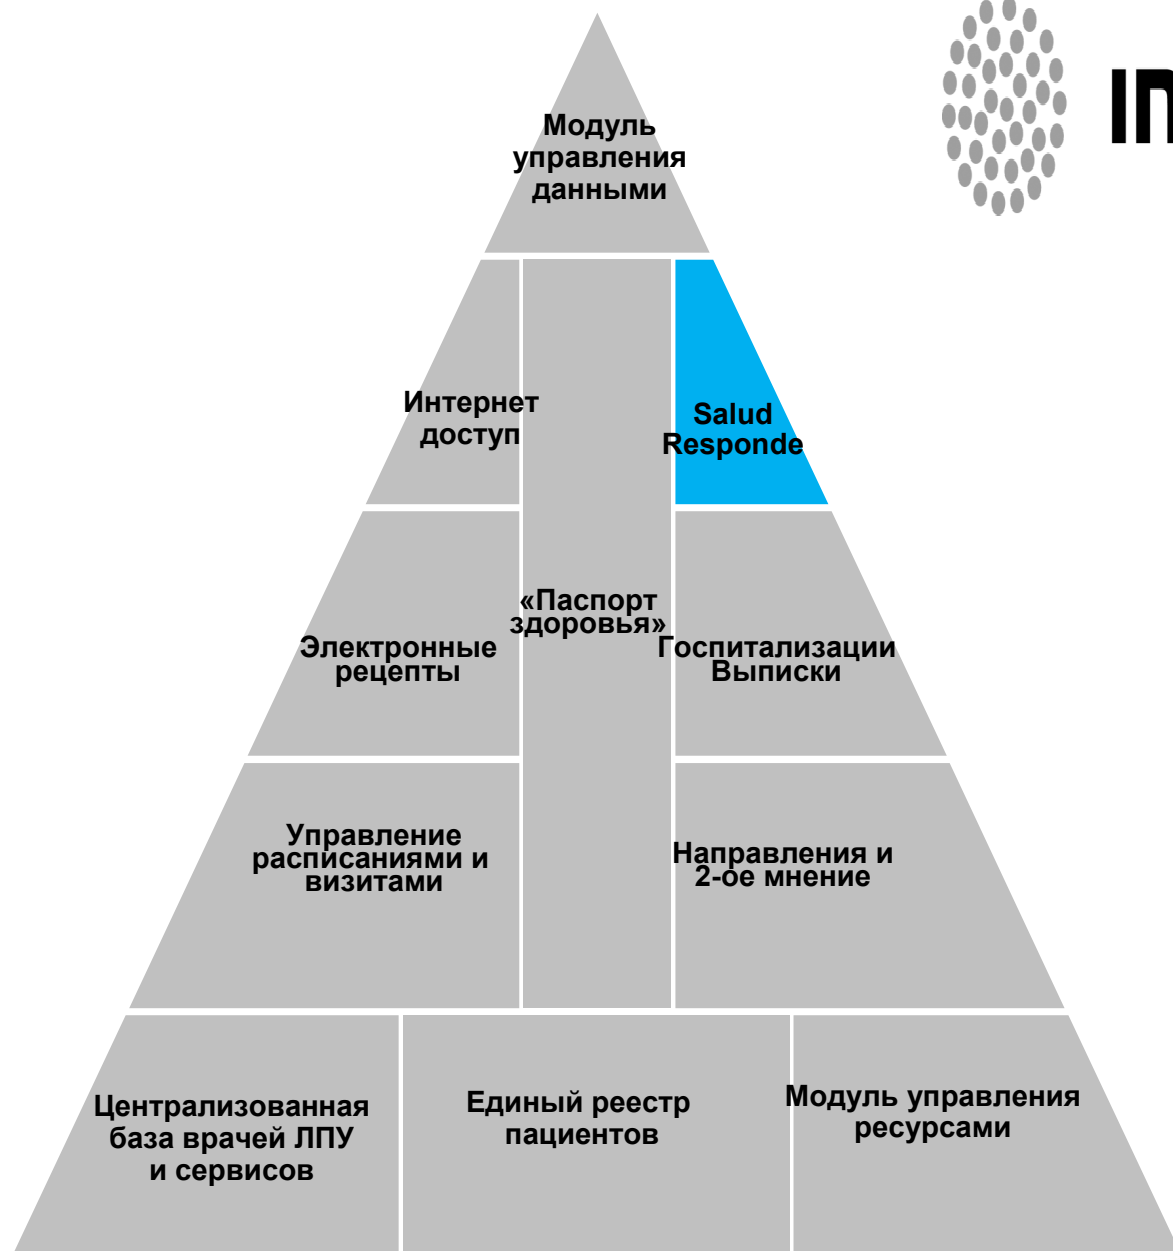 Модуль
управления
данными
Интернет
доступ
Salud
Responde
«Паспорт
здоровья»
Электронные
рецепты
Госпитализации
Выписки
Управление
расписаниями и
визитами
Направления и
2-ое мнение
Централизованная
база врачей ЛПУ
и сервисов
Единый реестр
пациентов
Модуль управления
ресурсами